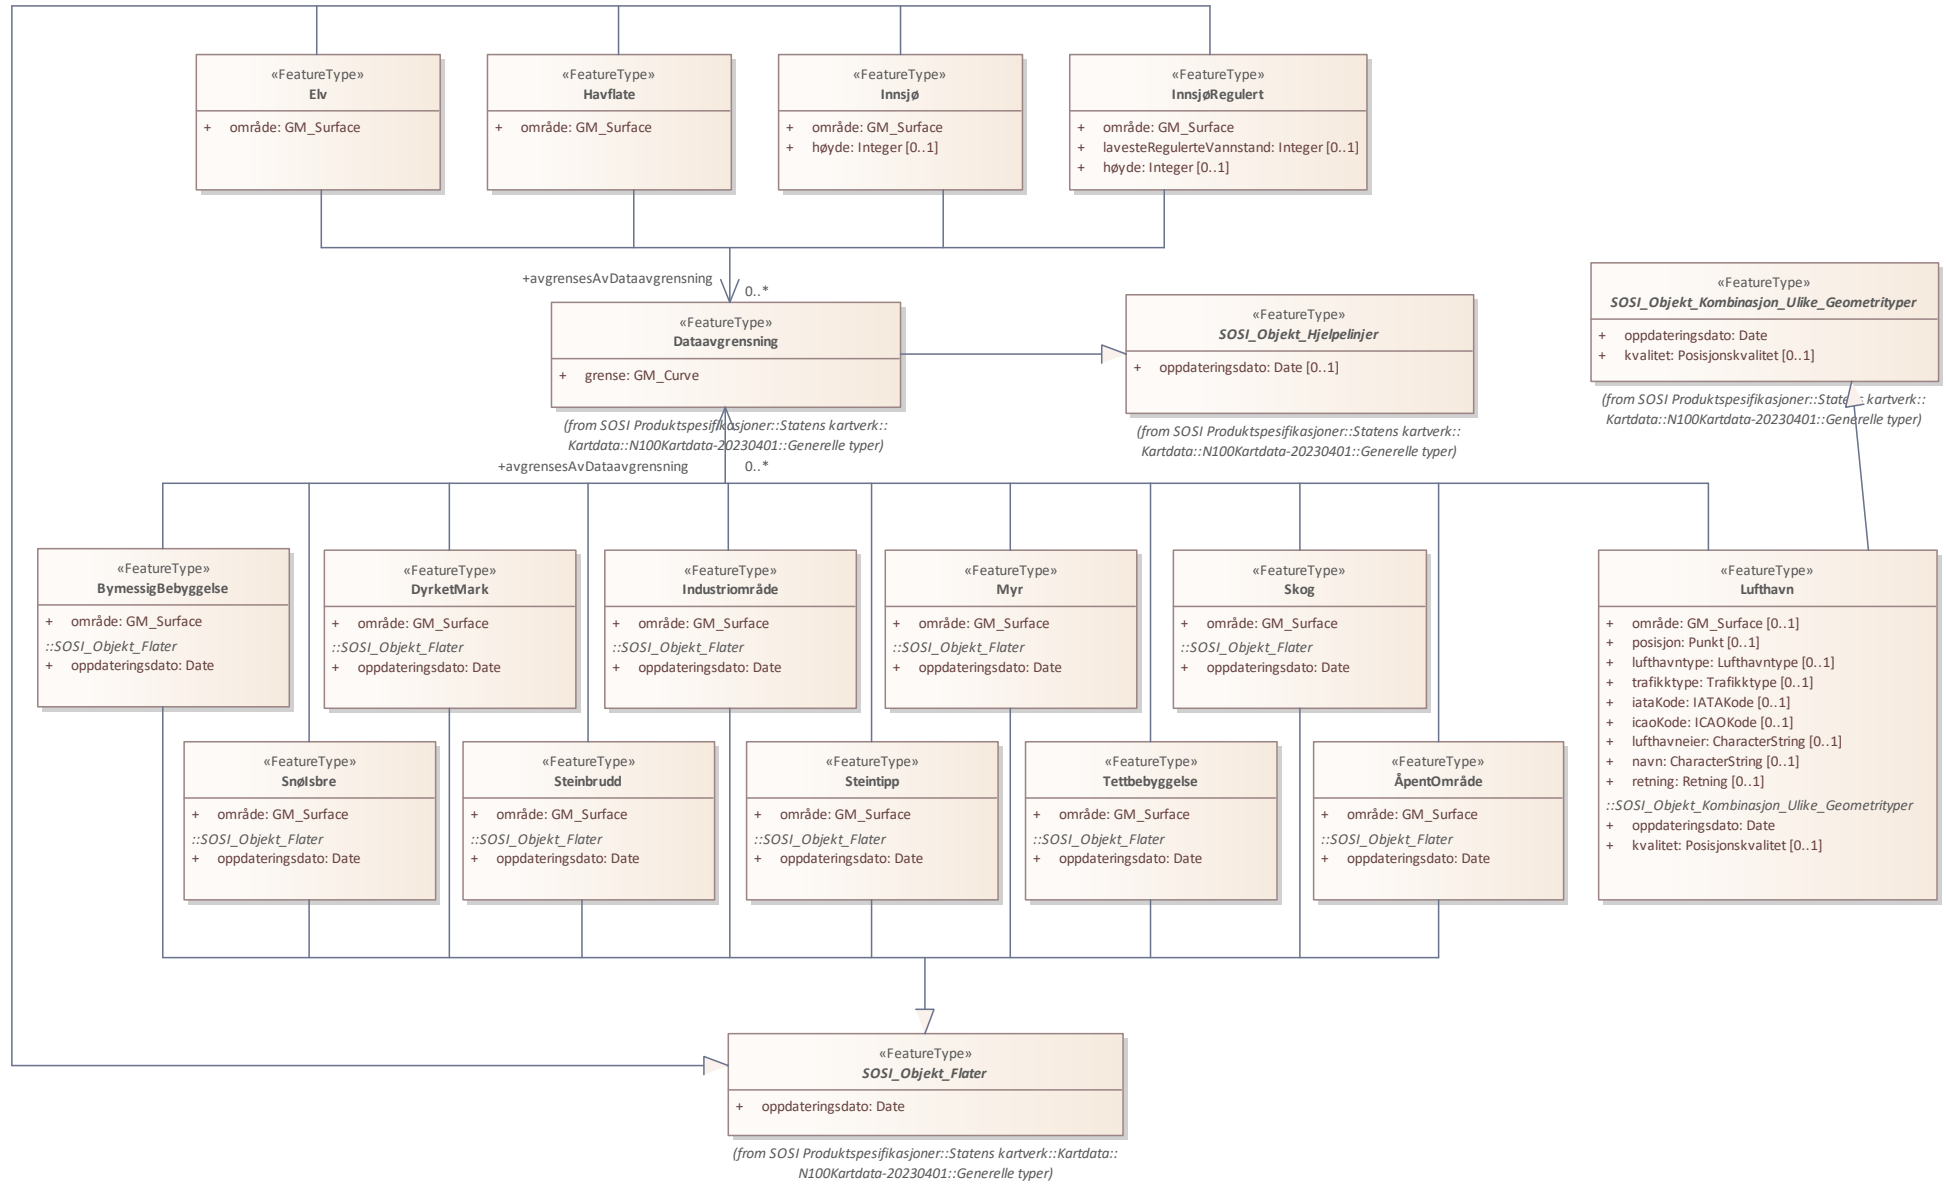 «FeatureType»
Elv
+ område: GM_Surface
«FeatureType»
Havflate
+ område: GM_Surface
«FeatureType»
Innsjø
+ område: GM_Surface
+ høyde: Integer [0..1]
«FeatureType»
InnsjøRegulert
+ område: GM_Surface
+ lavesteRegulerteVannstand: Integer [0..1]
+ høyde: Integer [0..1]
+avgrensesAvDataavgrensning
0..*
«FeatureType»
Dataavgrensning
+ grense: GM_Curve
(from SOSI Produktspesifikasjoner::Statens kartverk::
Kartdata::N100Kartdata-20230401::Generelle typer)
«FeatureType»
SOSI_Objekt_Hjelpelinjer
+ oppdateringsdato: Date [0..1]
(from SOSI Produktspesifikasjoner::Statens kartverk::
Kartdata::N100Kartdata-20230401::Generelle typer)
«FeatureType»
SOSI_Objekt_Kombinasjon_Ulike_Geometrityper
+ oppdateringsdato: Date
+ kvalitet: Posisjonskvalitet [0..1]
(from SOSI Produktspesifikasjoner::Statens kartverk::
Kartdata::N100Kartdata-20230401::Generelle typer)
+avgrensesAvDataavgrensning
0..*
«FeatureType»
BymessigBebyggelse
+ område: GM_Surface
::SOSI_Objekt_Flater
+ oppdateringsdato: Date
«FeatureType»
DyrketMark
+ område: GM_Surface
::SOSI_Objekt_Flater
+ oppdateringsdato: Date
«FeatureType»
Industriområde
+ område: GM_Surface
::SOSI_Objekt_Flater
+ oppdateringsdato: Date
«FeatureType»
Myr
+ område: GM_Surface
::SOSI_Objekt_Flater
+ oppdateringsdato: Date
«FeatureType»
Skog
+ område: GM_Surface
::SOSI_Objekt_Flater
+ oppdateringsdato: Date
«FeatureType»
Lufthavn
+ område: GM_Surface [0..1]
+ posisjon: Punkt [0..1]
+ lufthavntype: Lufthavntype [0..1]
+ trafikktype: Trafikktype [0..1]
+ iataKode: IATAKode [0..1]
+ icaoKode: ICAOKode [0..1]
+ lufthavneier: CharacterString [0..1]
+ navn: CharacterString [0..1]
+ retning: Retning [0..1]
::SOSI_Objekt_Kombinasjon_Ulike_Geometrityper
+ oppdateringsdato: Date
+ kvalitet: Posisjonskvalitet [0..1]
«FeatureType»
SnøIsbre
+ område: GM_Surface
::SOSI_Objekt_Flater
+ oppdateringsdato: Date
«FeatureType»
Steinbrudd
+ område: GM_Surface
::SOSI_Objekt_Flater
+ oppdateringsdato: Date
«FeatureType»
Steintipp
+ område: GM_Surface
::SOSI_Objekt_Flater
+ oppdateringsdato: Date
«FeatureType»
Tettbebyggelse
+ område: GM_Surface
::SOSI_Objekt_Flater
+ oppdateringsdato: Date
«FeatureType»
ÅpentOmråde
+ område: GM_Surface
::SOSI_Objekt_Flater
+ oppdateringsdato: Date
«FeatureType»
SOSI_Objekt_Flater
+ oppdateringsdato: Date
(from SOSI Produktspesifikasjoner::Statens kartverk::Kartdata::
N100Kartdata-20230401::Generelle typer)